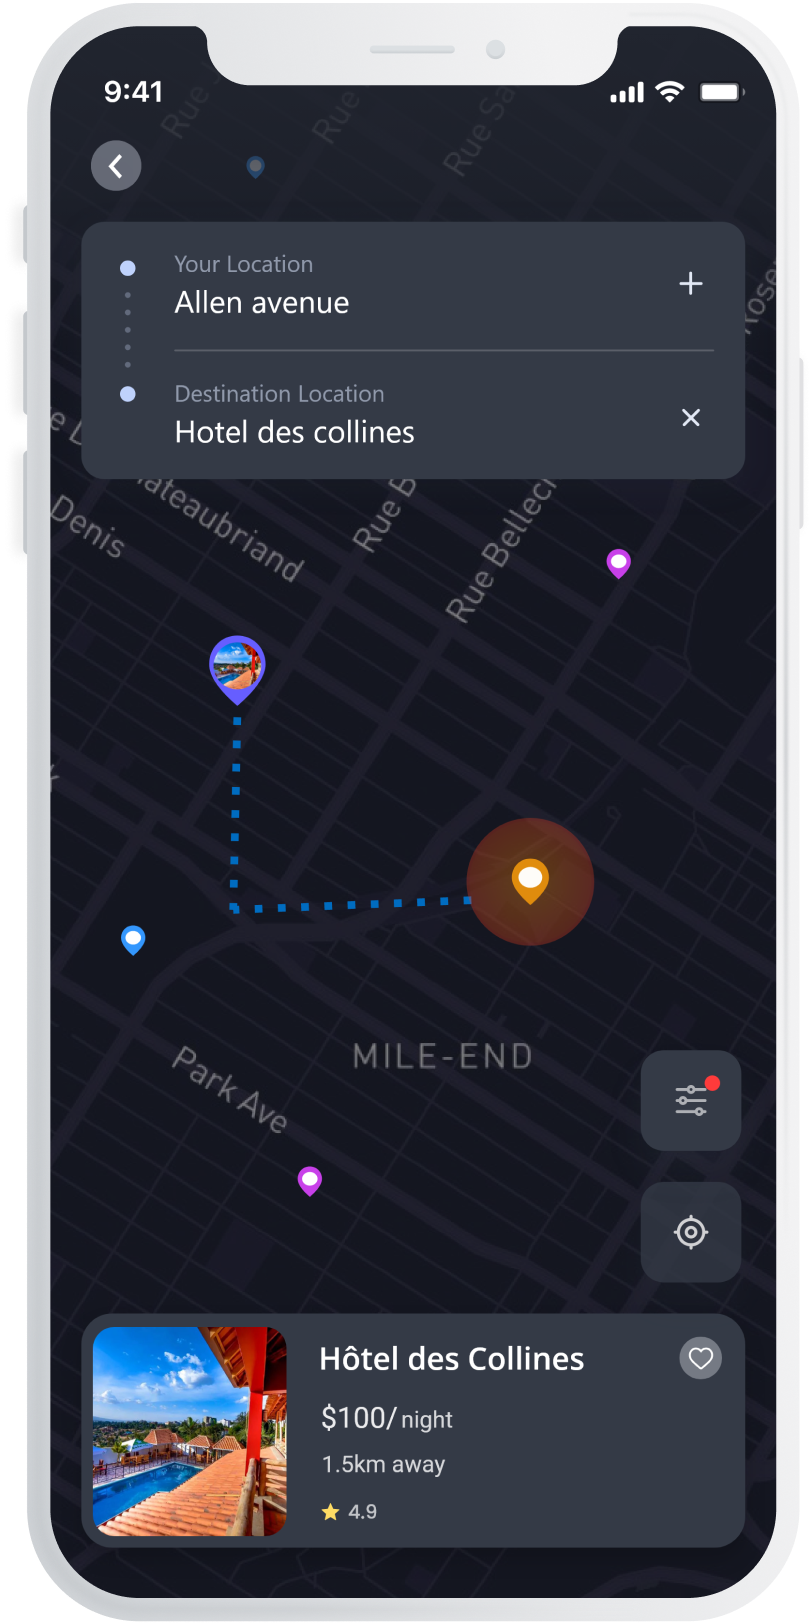 9:41
Rue
Rue
Rue Sa
Your Location
Allen avenue
Destination Location
Hotel des collines
Denis
ateaubriand
Rue B
Rue Bellec
MILE-END
Park Ave
Hôtel des Collines
$100/night
1.5km away
4.9